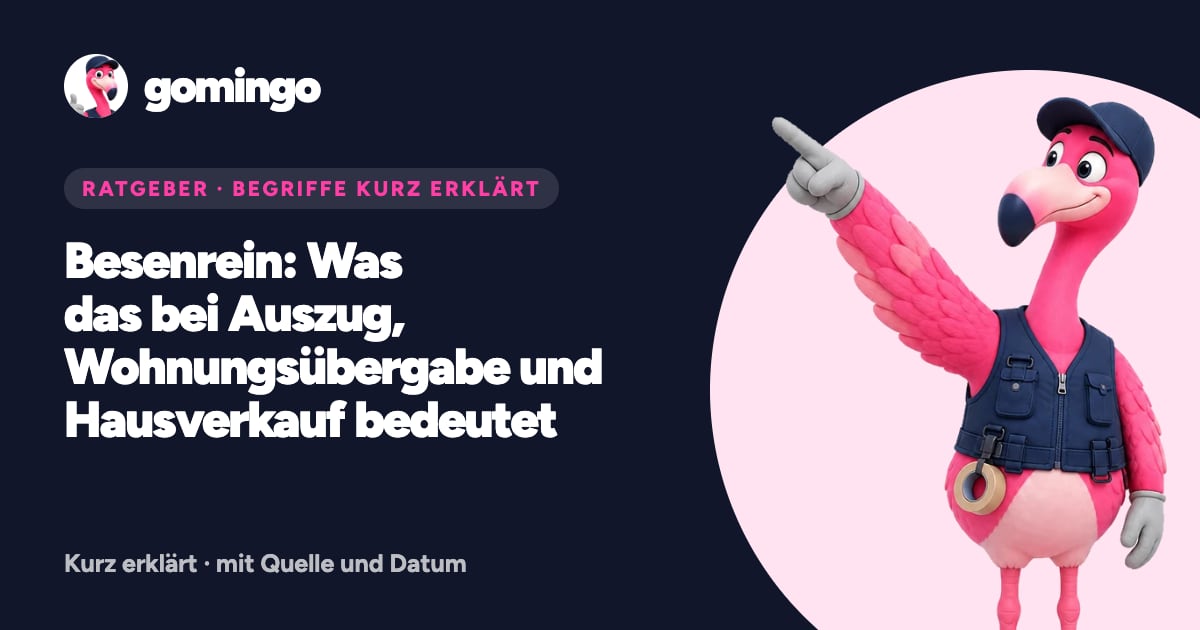 gomingo
RATGEBER · BEGRIFFE KURZ ERKLÄRT
Besenrein: Was
das bei Auszug,
Wohnungsübergabe und
Hausverkauf bedeutet
Kurz erklärt · mit Quelle und Datum